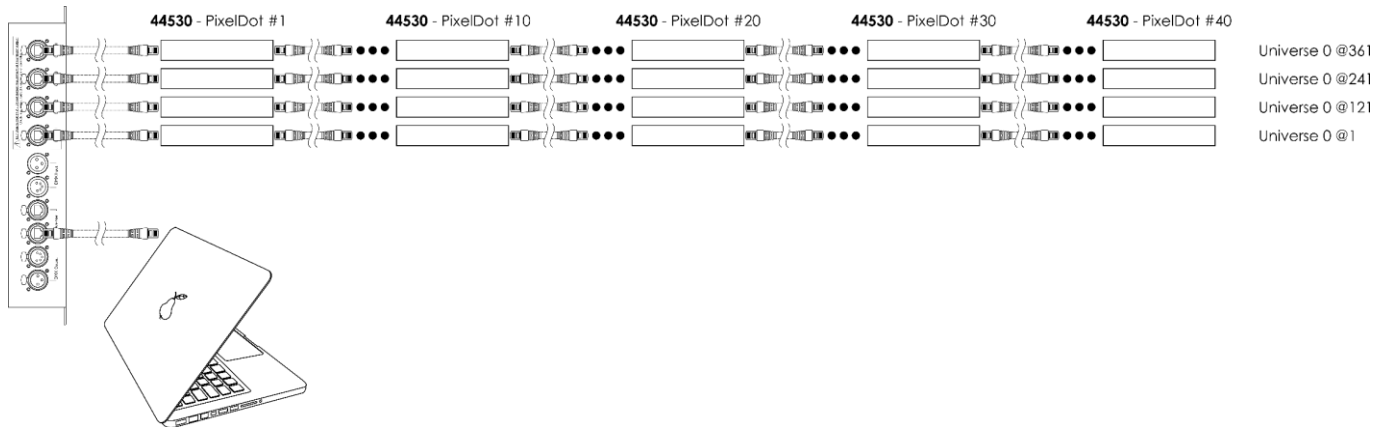 44530 - PixelDot #1
44530 - PixelDot #10
44530 - PixelDot #20
44530 - PixelDot #30
44530 - PixelDot #40
Universe 0 @361
Universe 0 @241
Universe 0 @121
Universe 0 @1